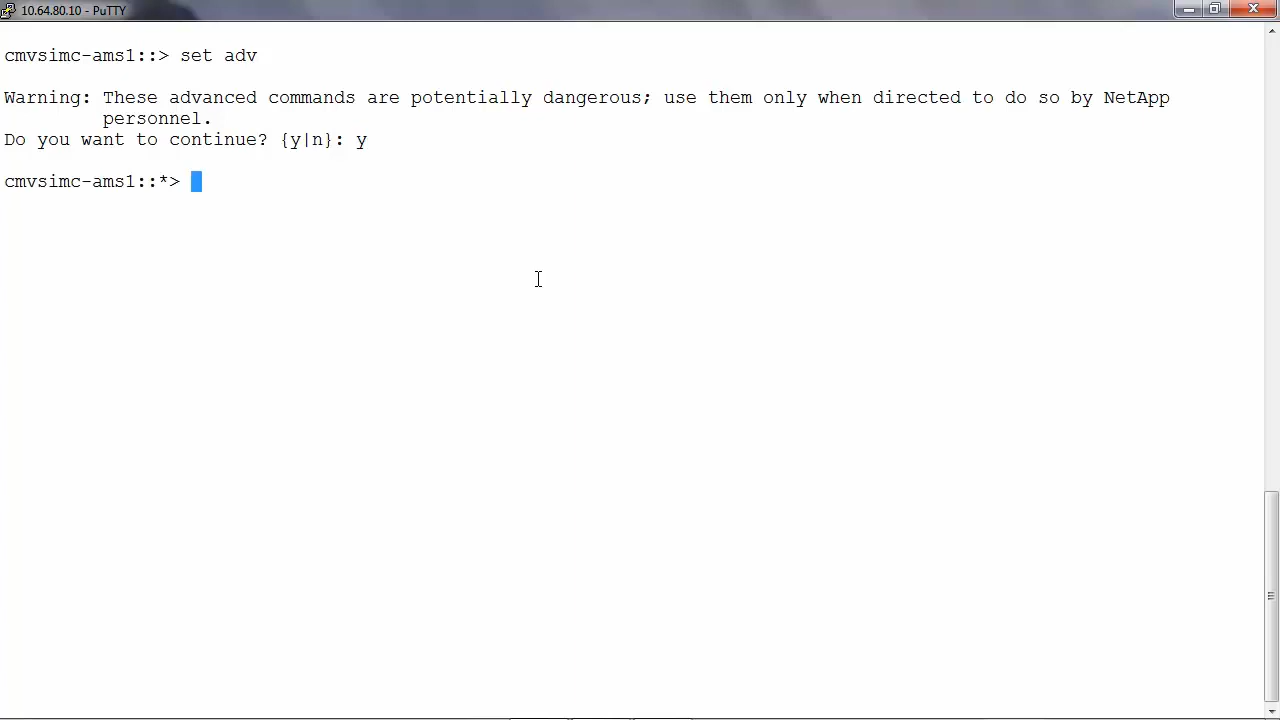 10.64.80.10 - PuTTY
cmvsimc-ams1::> set adv
Warning: These advanced commands are potentially dangerous; use them only when directed to do so by NetApp
personnel.
Do you want to continue? {y|n}: y
cmvsimc-ams1::*>